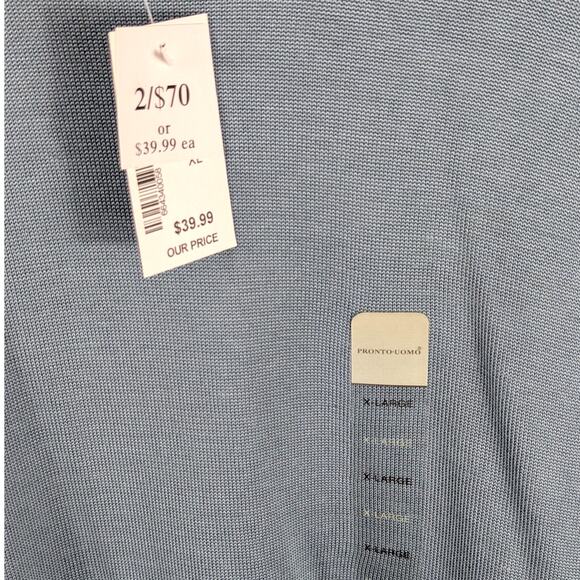 2/$70
or
$39.99 ea
XL
$39.99
OUR PRICE
PRONTO-UOMO®
X-LARGE
X-LARGE
X-LARGE
X-LARGE
X-LARGE